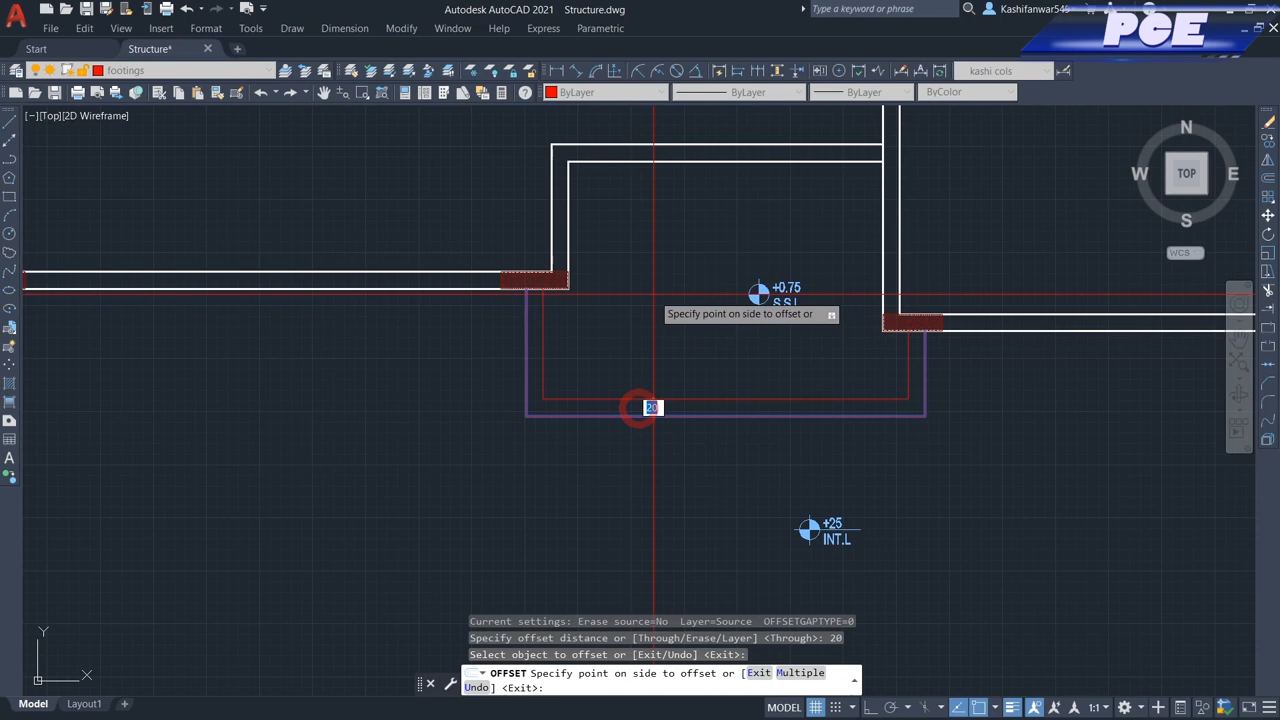 Autodesk AutoCAD 2021 Structure.dwg
Type a keyword or phrase
Kashifanwar545
PCE
File Edit View Insert Format Tools Draw Dimension Modify Window Help Express Parametric
Start Structure*
footings
kashi cols
ByLayer ByLayer ByLayer ByColor
[−][Top][2D Wireframe]
N
W TOP E
S
WCS
+0.75
S.S.L
Specify point on side to offset or
20
+25
INT.L
Y
X
Current settings: Erase source=No Layer=Source OFFSETGAPTYPE=0
Specify offset distance or [Through/Erase/Layer] <Through>: 20
Select object to offset or [Exit/Undo] <Exit>:
OFFSET Specify point on side to offset or [Exit Multiple
Undo] <Exit>:
Model Layout1
MODEL 1:1